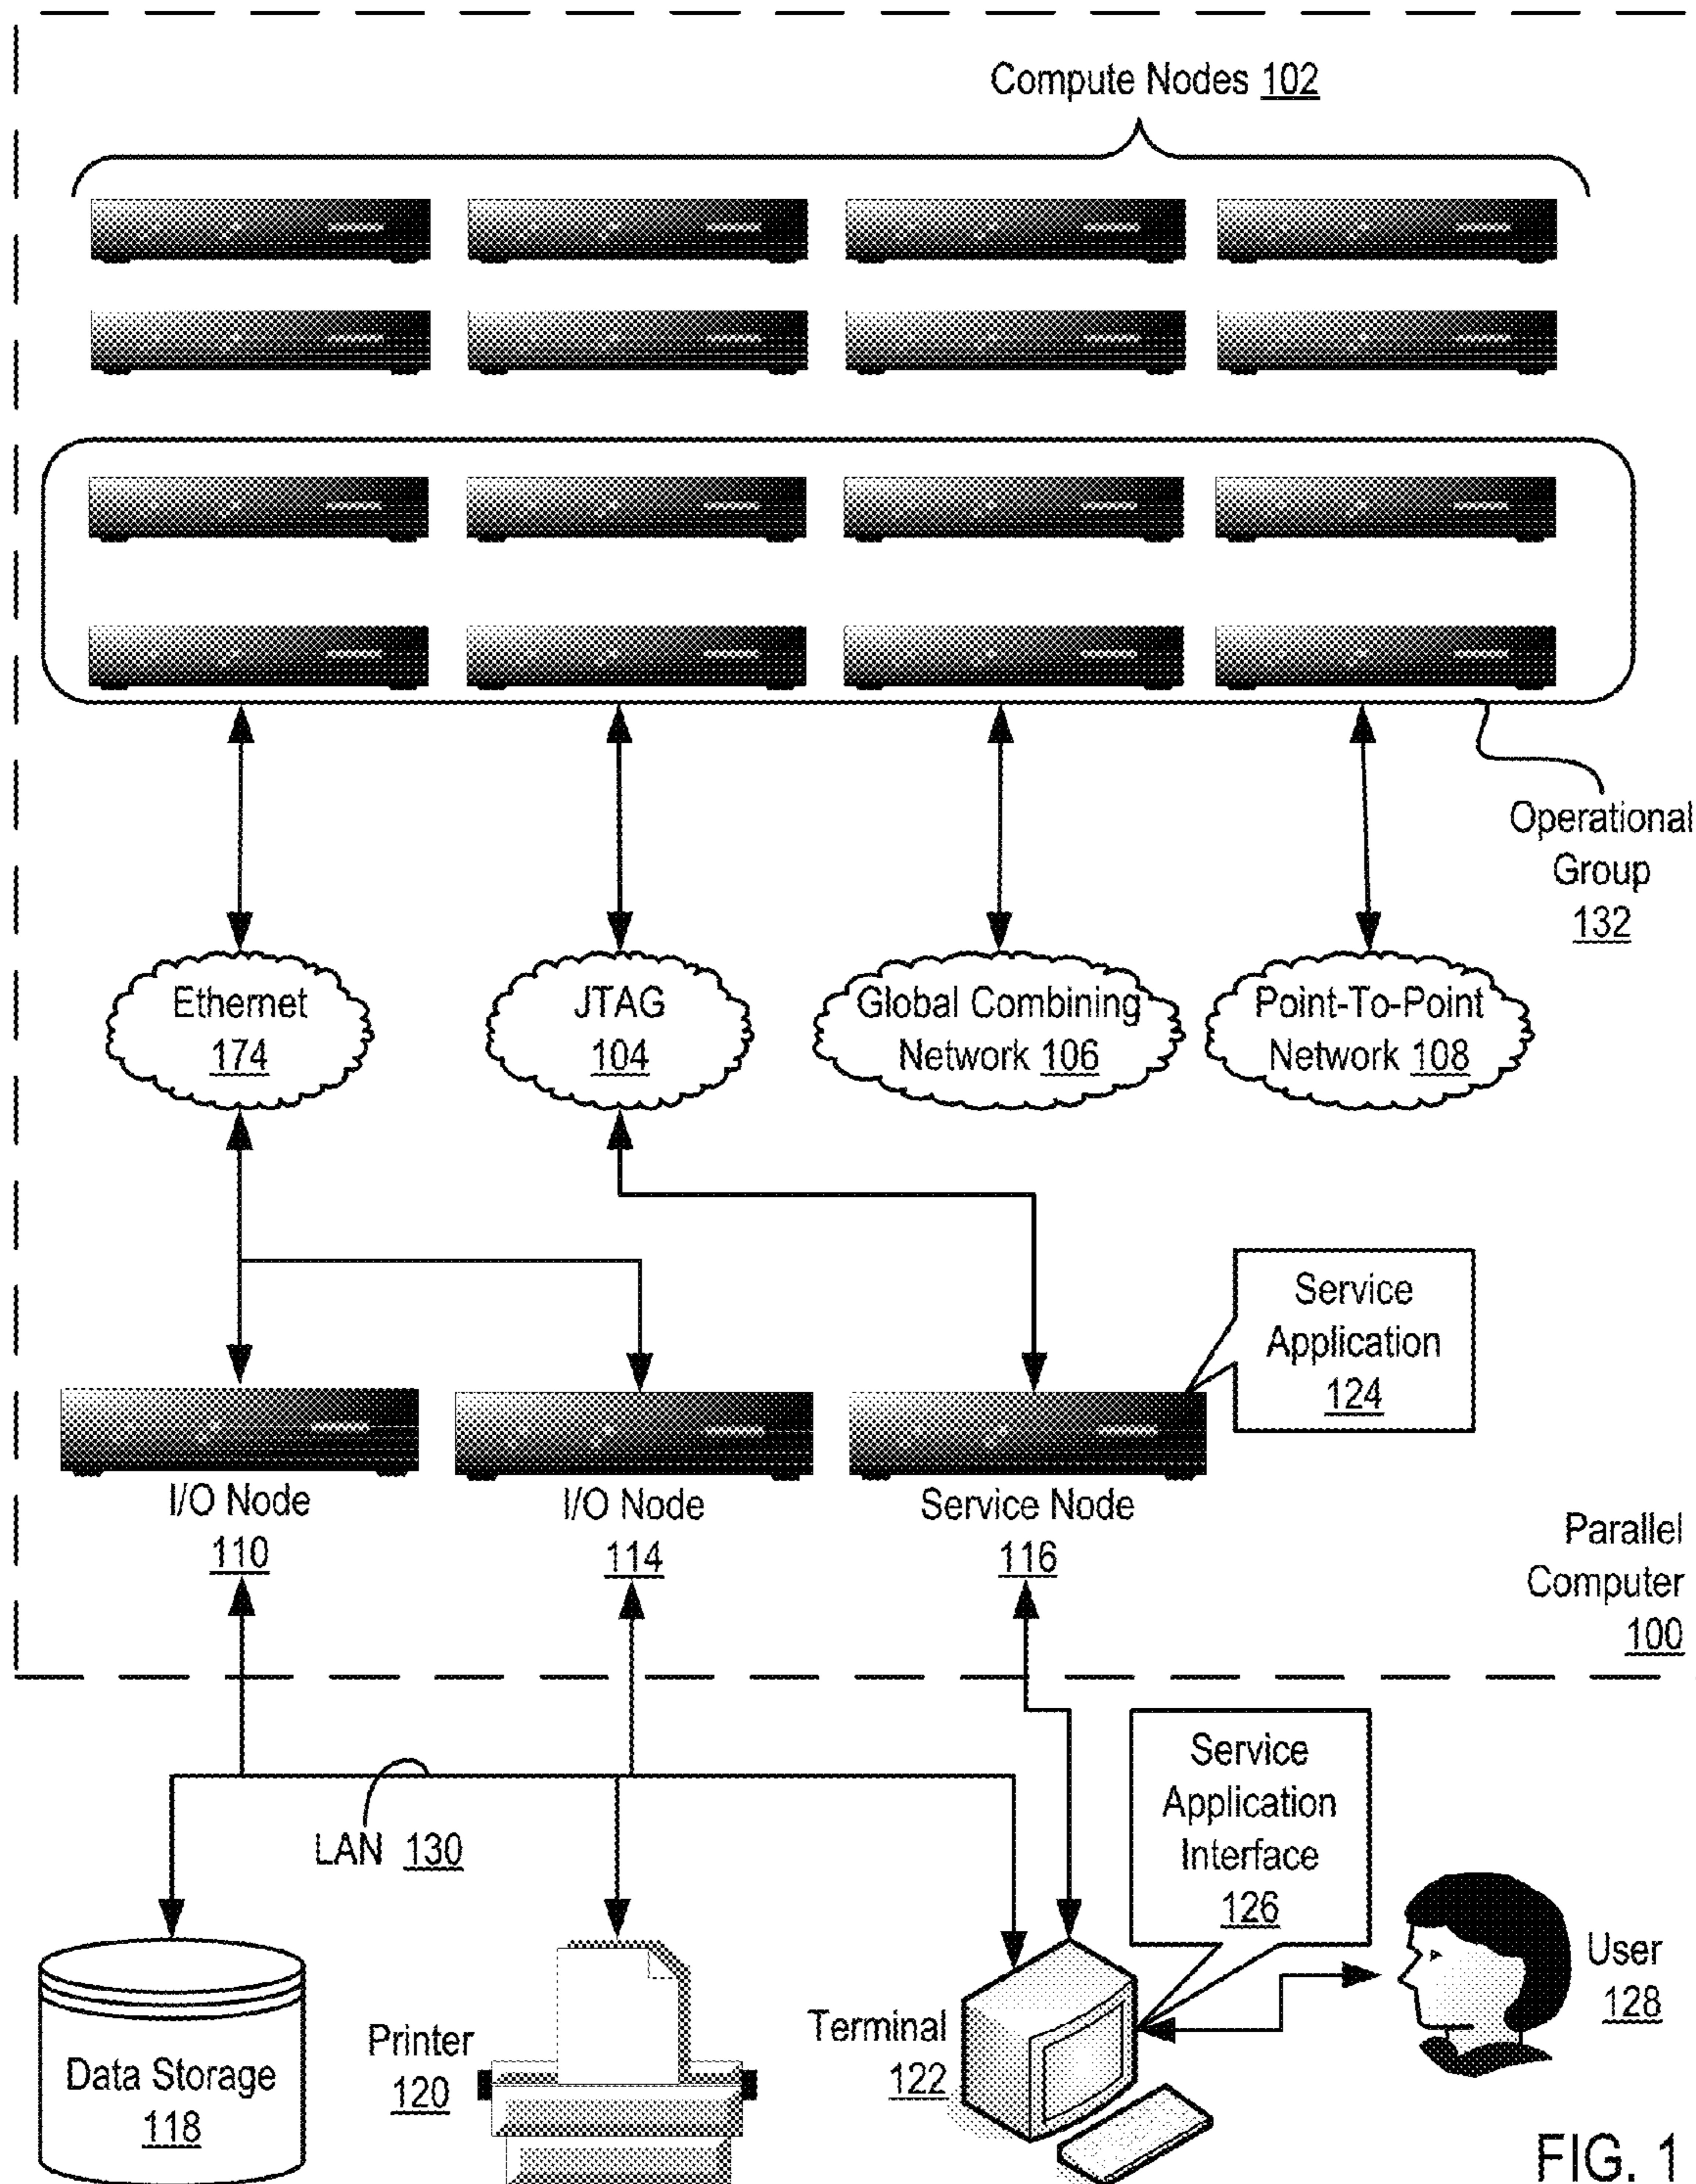 Compute Nodes 102
Operational
Group
132
Ethernet
174
JTAG
104
Global Combining
Network 106
Point-To-Point
Network 108
Service
Application
124
I/O Node
110
I/O Node
114
Service Node
116
Parallel
Computer
100
Service
Application
Interface
126
LAN 130
User
128
Data Storage
118
Printer
120
Terminal
122
FIG. 1